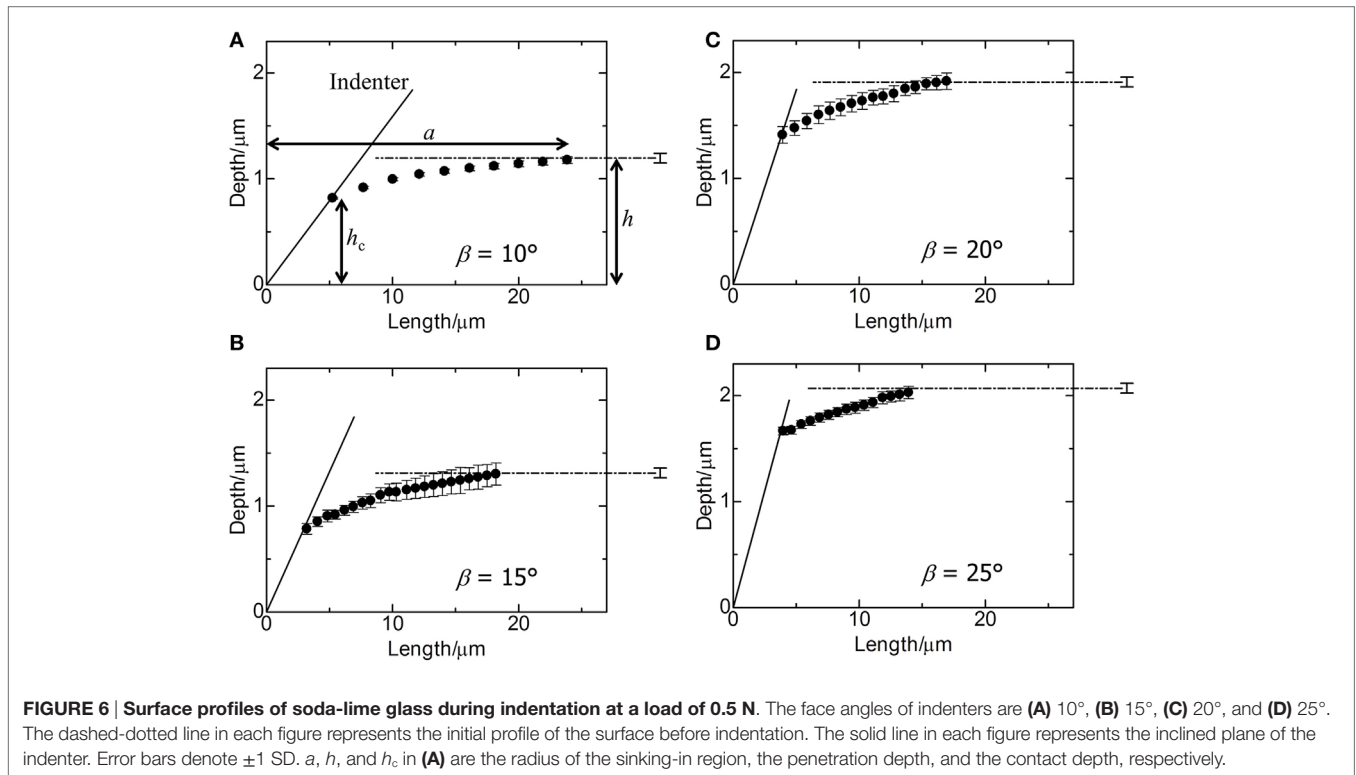 A
2
Indenter
a
Depth/μm
1
h
hc
β = 10°
0
0 10 20
Length/μm
B
2
Depth/μm
1
β = 15°
0
0 10 20
Length/μm
C
2
Depth/μm
1
β = 20°
0
0 10 20
Length/μm
D
2
Depth/μm
1
β = 25°
0
0 10 20
Length/μm
FIGURE 6 | Surface profiles of soda-lime glass during indentation at a load of 0.5 N. The face angles of indenters are (A) 10°, (B) 15°, (C) 20°, and (D) 25°.
The dashed-dotted line in each figure represents the initial profile of the surface before indentation. The solid line in each figure represents the inclined plane of the
indenter. Error bars denote ±1 SD. a, h, and hc in (A) are the radius of the sinking-in region, the penetration depth, and the contact depth, respectively.